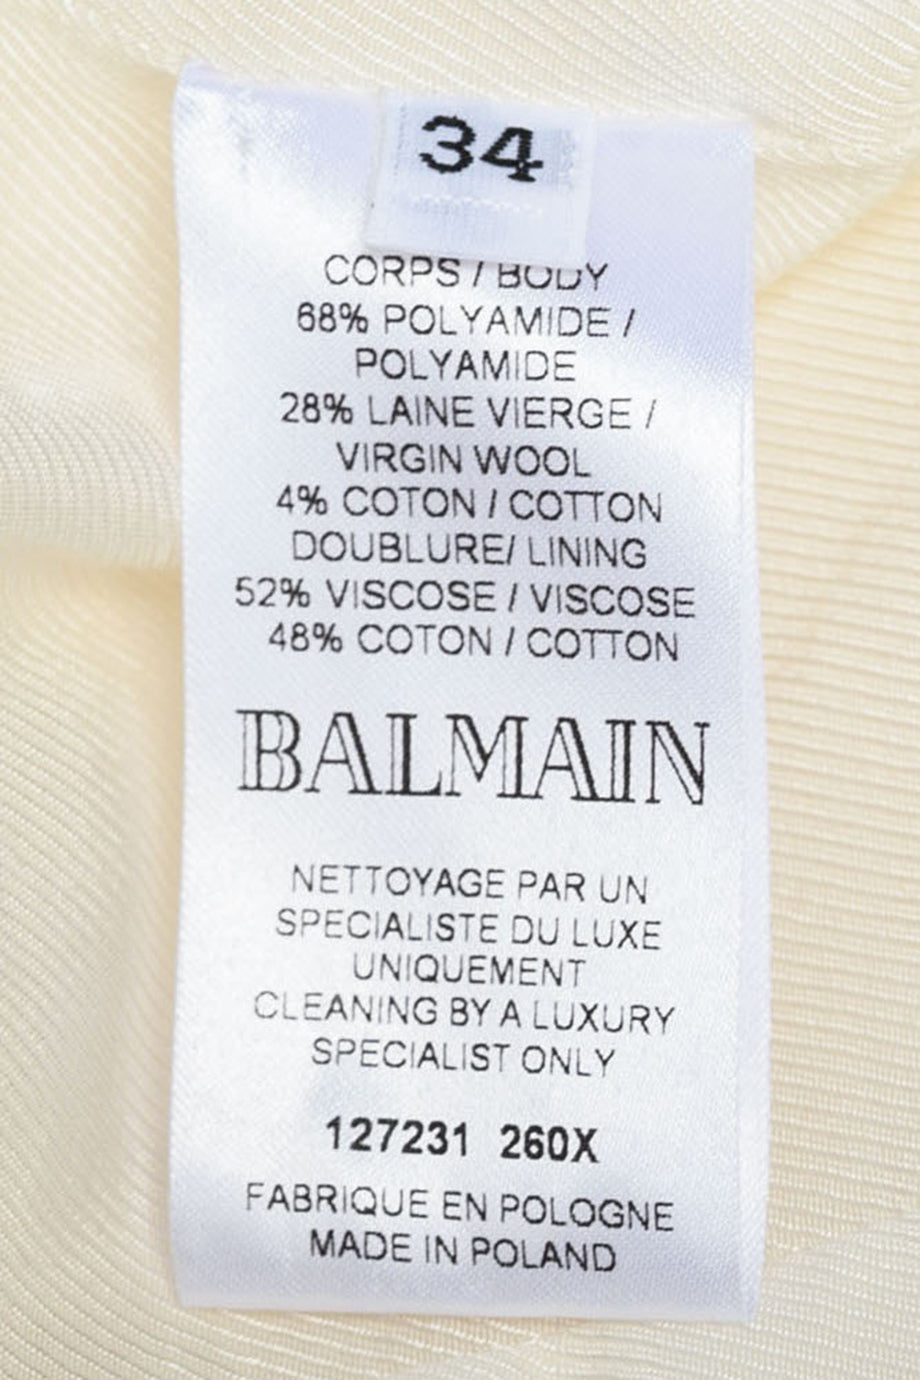 34
CORPS / BODY
68% POLYAMIDE /
POLYAMIDE
28% LAINE VIERGE /
VIRGIN WOOL
4% COTON / COTTON
DOUBLURE/ LINING
52% VISCOSE / VISCOSE
48% COTON / COTTON
BALMAIN
NETTOYAGE PAR UN
SPECIALISTE DU LUXE
UNIQUEMENT
CLEANING BY A LUXURY
SPECIALIST ONLY
127231 260X
FABRIQUE EN POLOGNE
MADE IN POLAND